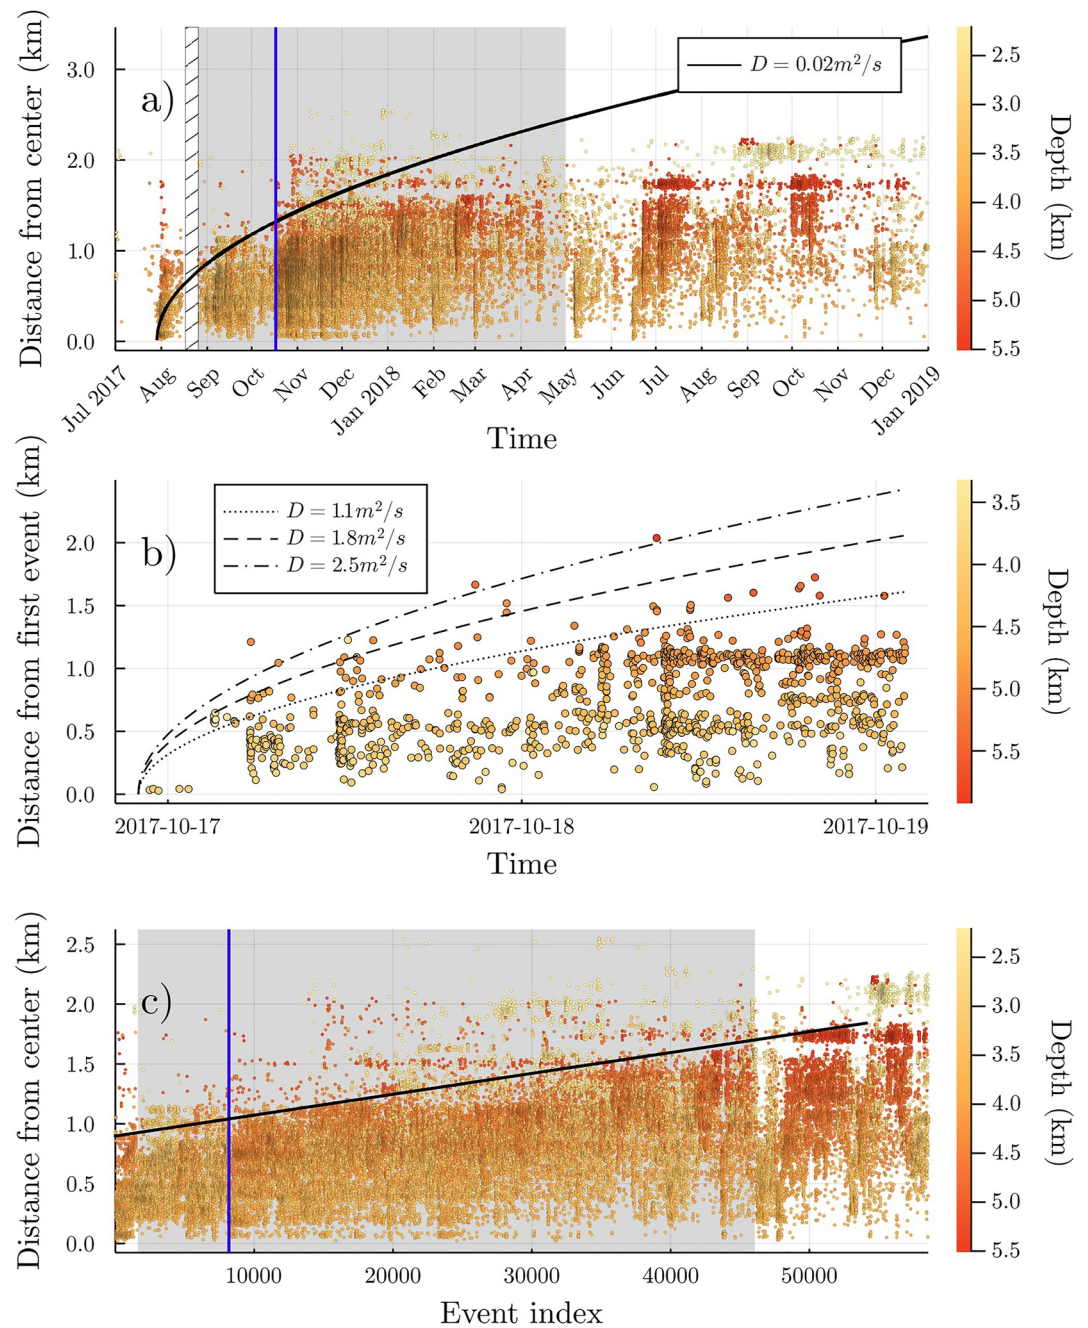 a)
Distance from center (km)
3.0
2.0
1.0
0.0
D = 0.02m²/s
Jul 2017 Aug Sep Oct Nov Dec Jan 2018 Feb Mar Apr May Jun Jul Aug Sep Oct Nov Dec Jan 2019
Time
2.5
3.0
3.5
4.0
4.5
5.0
5.5
Depth (km)
b)
Distance from first event (km)
2.0
1.5
1.0
0.5
0.0
D = 1.1m²/s
D = 1.8m²/s
D = 2.5m²/s
2017-10-17 2017-10-18 2017-10-19
Time
3.5
4.0
4.5
5.0
5.5
Depth (km)
c)
Distance from center (km)
2.5
2.0
1.5
1.0
0.5
0.0
10000 20000 30000 40000 50000
Event index
2.5
3.0
3.5
4.0
4.5
5.0
5.5
Depth (km)